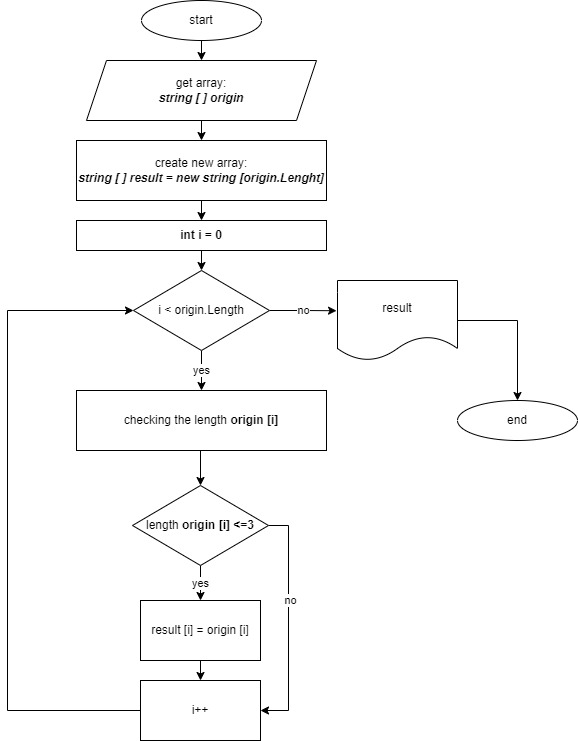 start
get array:
string [ ] origin
create new array:
string [ ] result = new string [origin.Lenght]
int i = 0
i < origin.Length
no
result
yes
checking the length origin [i]
end
length origin [i] <=3
yes
no
result [i] = origin [i]
i++